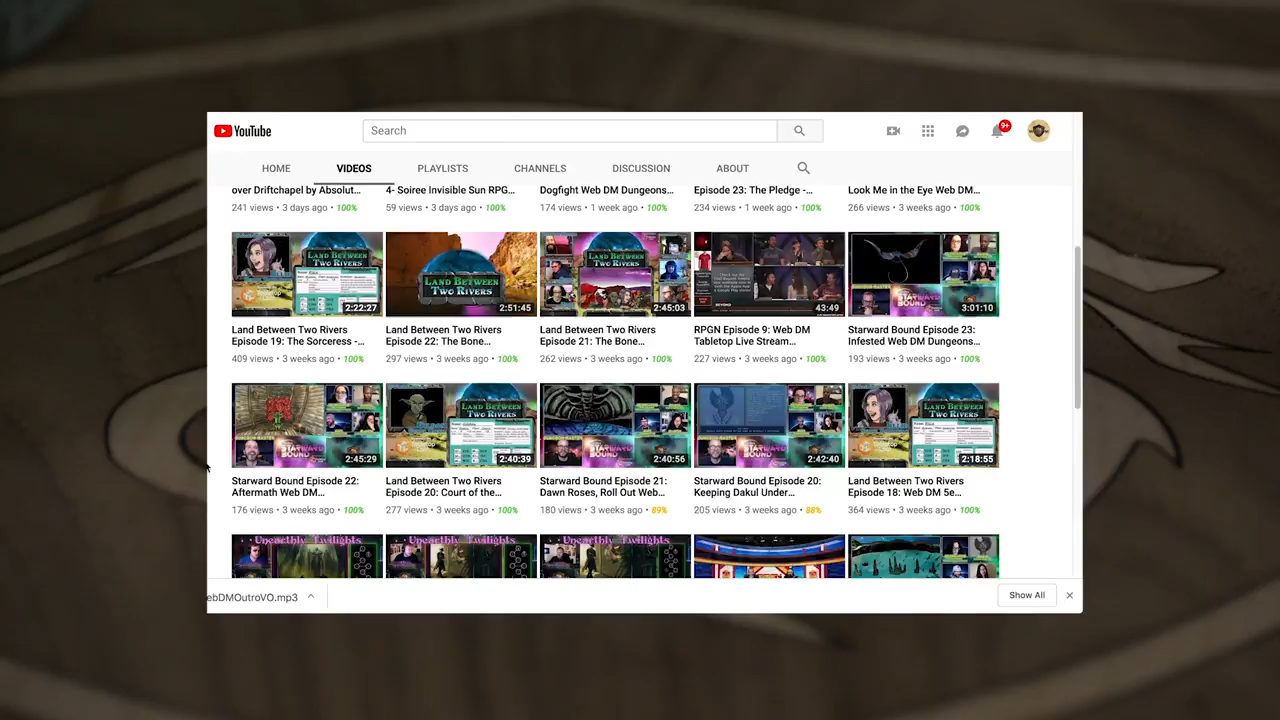 YouTube
Search
9+
HOME VIDEOS PLAYLISTS CHANNELS DISCUSSION ABOUT
over Driftchapel by Absolut...
241 views • 3 days ago • 100%
4- Soiree Invisible Sun RPG...
59 views • 3 days ago • 100%
Dogfight Web DM Dungeons...
174 views • 1 week ago • 100%
Episode 23: The Pledge -...
234 views • 1 week ago • 100%
Look Me in the Eye Web DM...
266 views • 3 weeks ago • 100%
LAND BETWEEN
TWO RIVERS
2:22:27
Land Between Two Rivers
Episode 19: The Sorceress -...
409 views • 3 weeks ago • 100%
LAND BETWEEN
TWO RIVERS
2:51:45
Land Between Two Rivers
Episode 22: The Bone...
297 views • 3 weeks ago • 100%
LAND BETWEEN
TWO RIVERS
2:45:03
Land Between Two Rivers
Episode 21: The Bone...
262 views • 3 weeks ago • 100%
43:49
RPGN Episode 9: Web DM
Tabletop Live Stream...
227 views • 3 weeks ago • 100%
STARWARD
BOUND
3:01:10
Starward Bound Episode 23:
Infested Web DM Dungeons...
193 views • 3 weeks ago • 100%
STARWARD
BOUND
2:45:29
Starward Bound Episode 22:
Aftermath Web DM...
176 views • 3 weeks ago • 100%
LAND BETWEEN
TWO RIVERS
2:40:39
Land Between Two Rivers
Episode 20: Court of the...
277 views • 3 weeks ago • 100%
STARWARD
BOUND
2:40:56
Starward Bound Episode 21:
Dawn Roses, Roll Out Web...
180 views • 3 weeks ago • 89%
STARWARD
BOUND
2:42:40
Starward Bound Episode 20:
Keeping Dakul Under...
205 views • 3 weeks ago • 88%
LAND BETWEEN
TWO RIVERS
2:18:55
Land Between Two Rivers
Episode 18: Web DM 5e...
364 views • 3 weeks ago • 100%
Unearthly Twilights
Unearthly Twilights
Unearthly Twilights
ebDMOutroVO.mp3
Show All